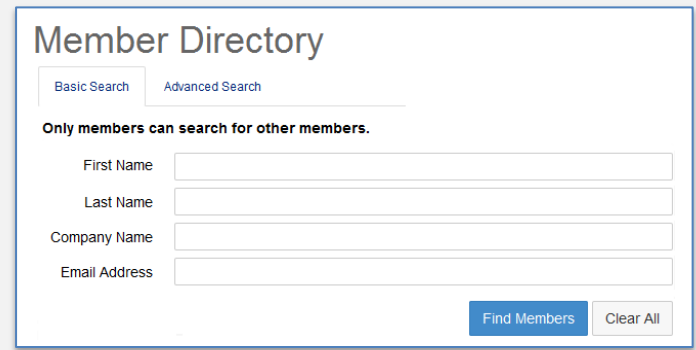 Member Directory
Basic Search Advanced Search
Only members can search for other members.
First Name
Last Name
Company Name
Email Address
Find Members Clear All